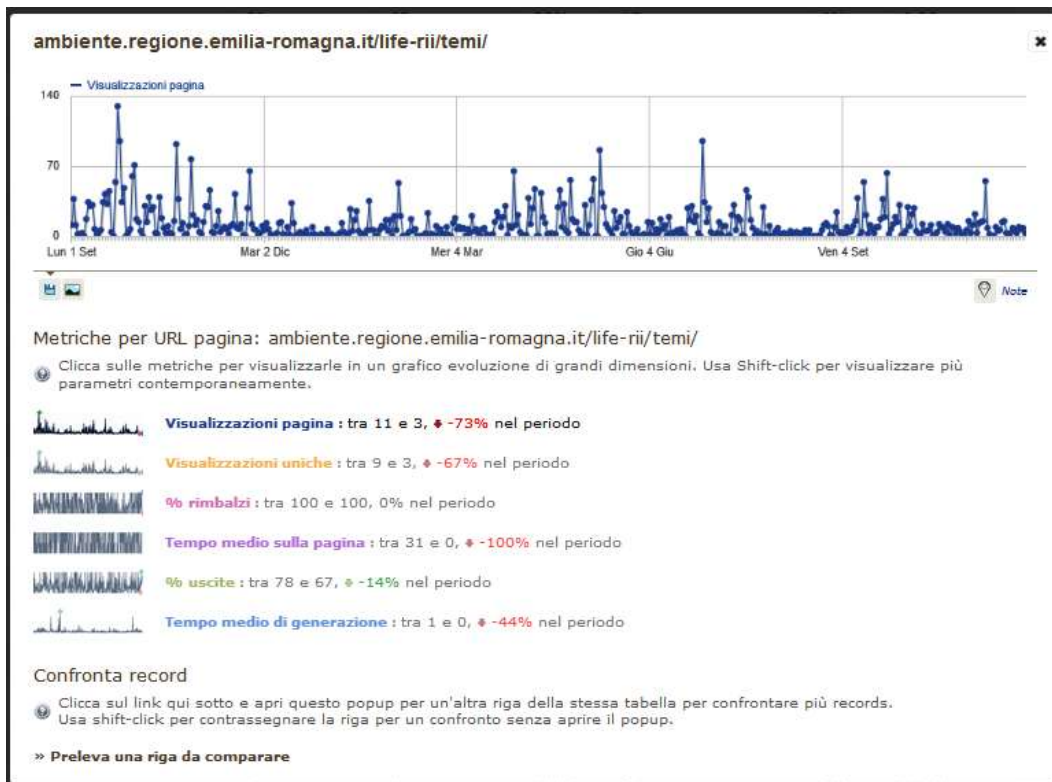 ambiente.regione.emilia-romagna.it/life-rii/temi/
Visualizzazioni pagina
140
70
0
Lun 1 Set Mar 2 Dic Mer 4 Mar Gio 4 Giu Ven 4 Set
Note
Metriche per URL pagina: ambiente.regione.emilia-romagna.it/life-rii/temi/
Clicca sulle metriche per visualizzarle in un grafico evoluzione di grandi dimensioni. Usa Shift-click per visualizzare più
parametri contemporaneamente.
Visualizzazioni pagina : tra 11 e 3, -73% nel periodo
Visualizzazioni uniche : tra 9 e 3, -67% nel periodo
% rimbalzi : tra 100 e 100, 0% nel periodo
Tempo medio sulla pagina : tra 31 e 0, -100% nel periodo
% uscite : tra 78 e 67, -14% nel periodo
Tempo medio di generazione : tra 1 e 0, -44% nel periodo
Confronta record
Clicca sul link qui sotto e apri questo popup per un'altra riga della stessa tabella per confrontare più records.
Usa shift-click per contrassegnare la riga per un confronto senza aprire il popup.
» Preleva una riga da comparare